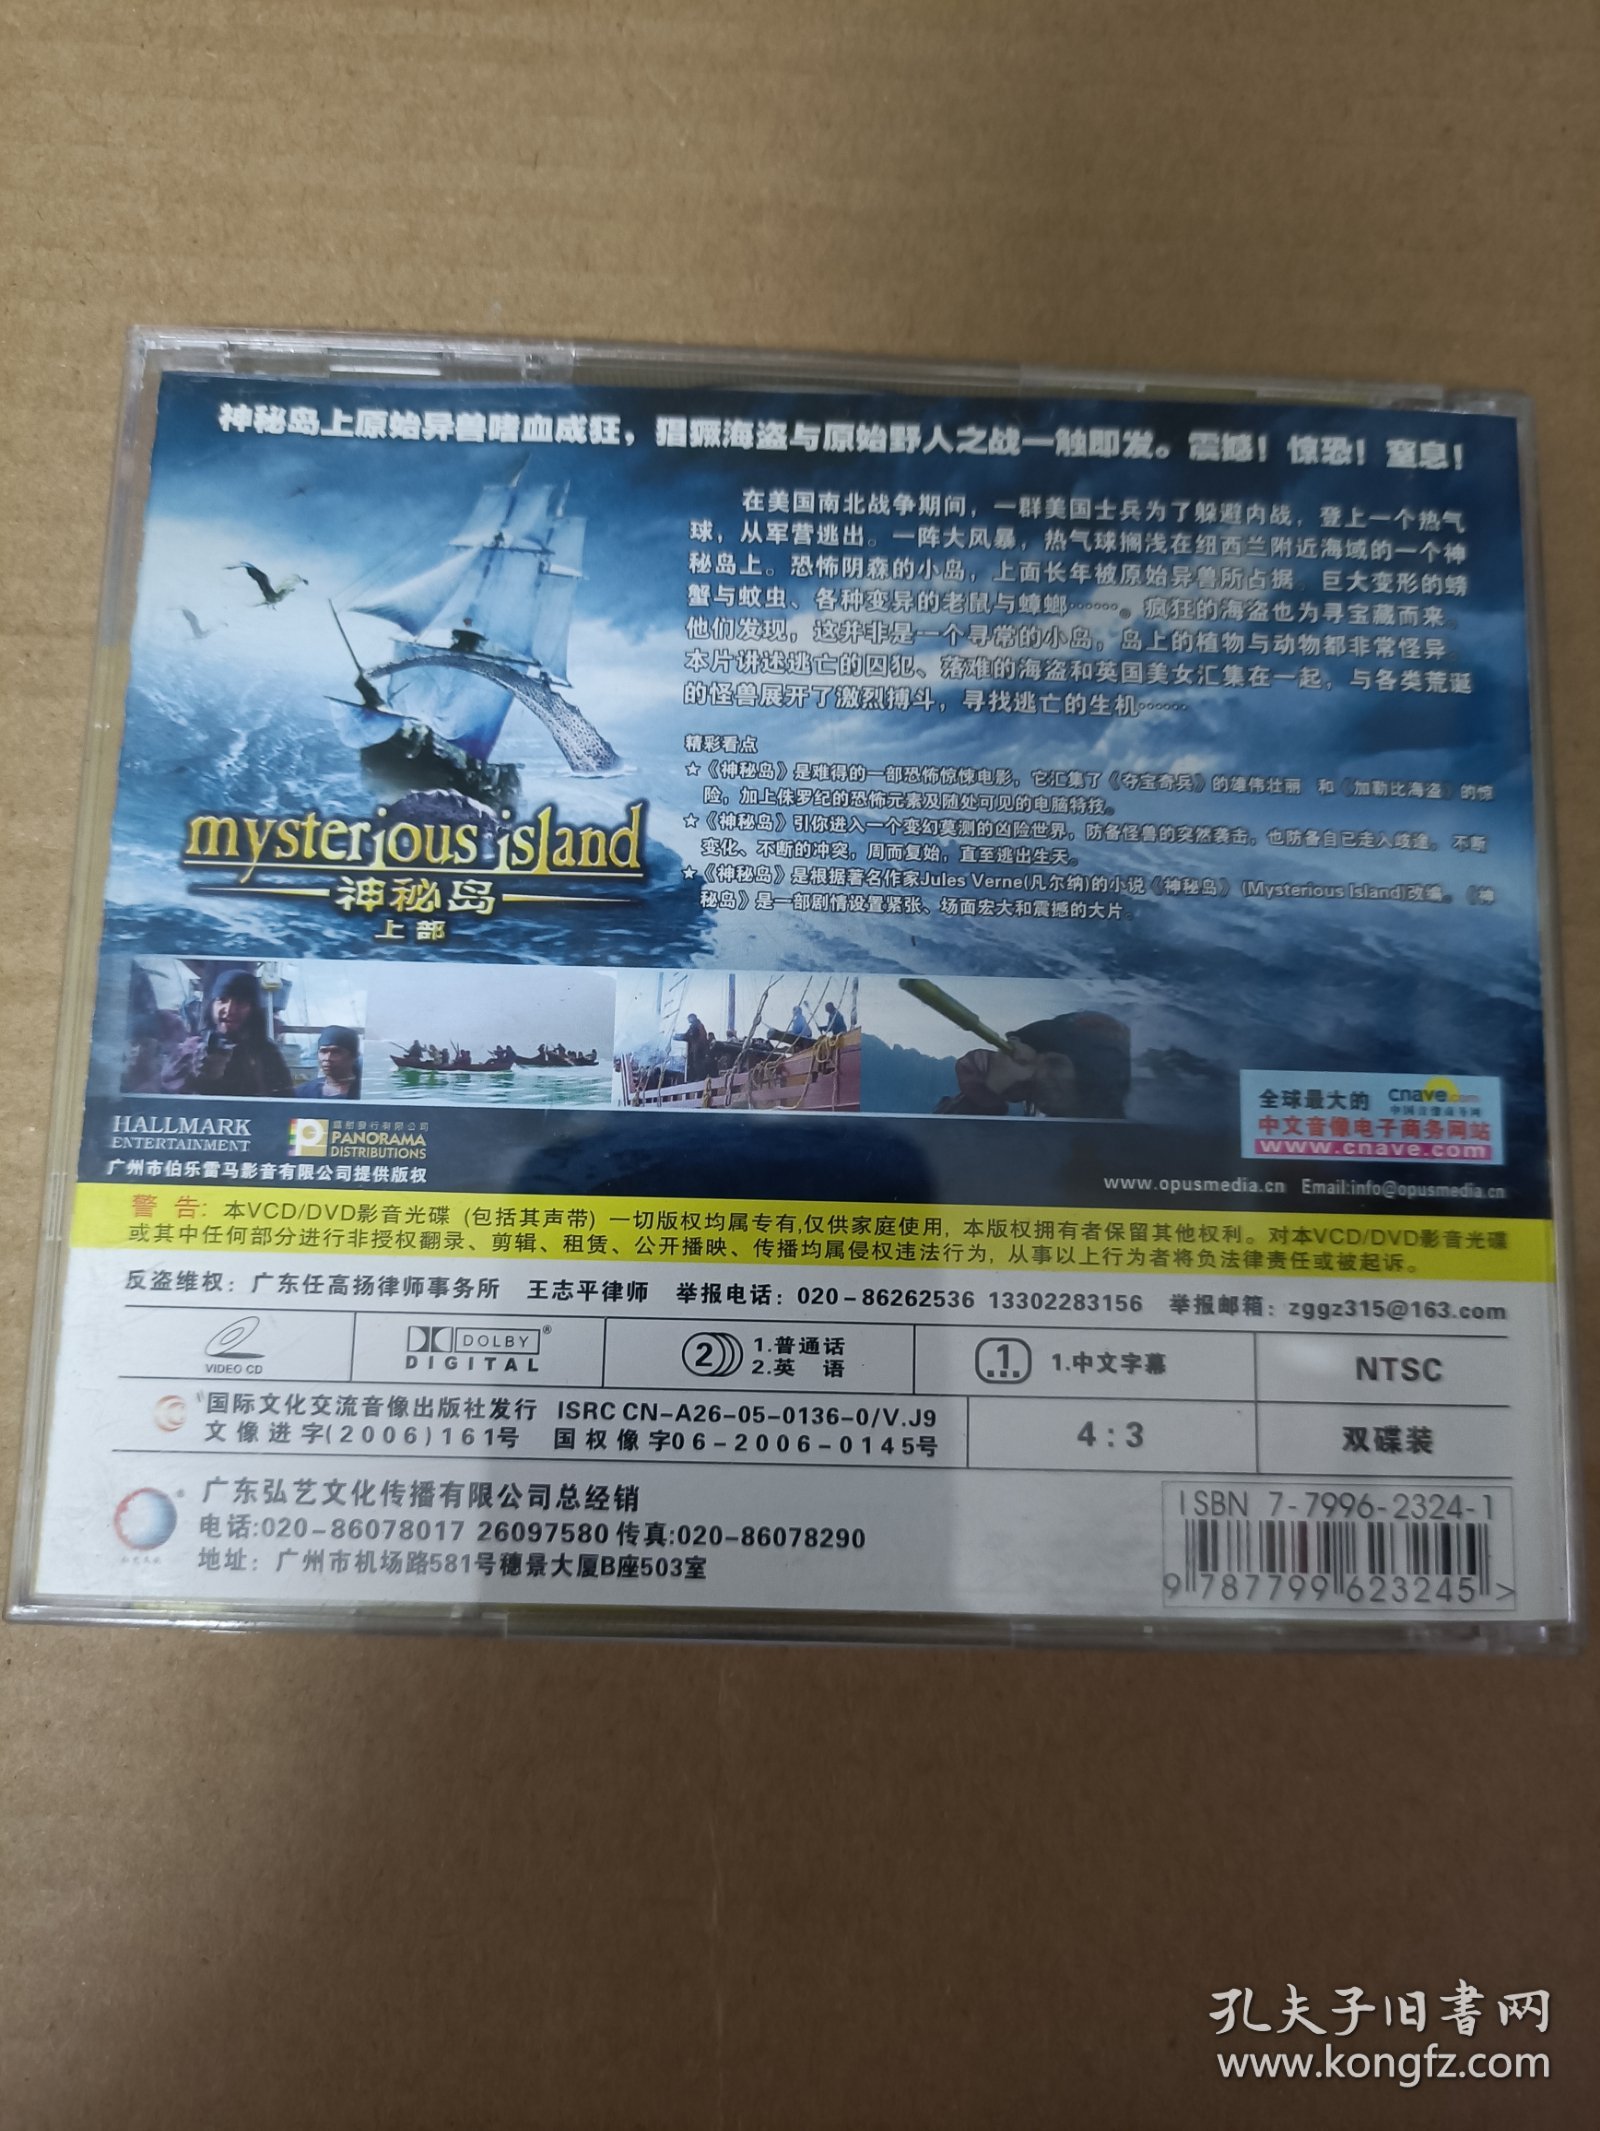 神秘岛上原始异兽嗜血成狂，猖獗海盗与原始野人之战一触即发。震撼！惊恐！窒息！
在美国南北战争期间，一群美国士兵为了躲避内战，登上一个热气
球，从军营逃出。一阵大风暴，热气球搁浅在纽西兰附近海域的一个神
秘岛上。恐怖阴森的小岛，上面长年被原始异兽所占据。巨大变形的螃
蟹与蚊虫、各种变异的老鼠与蟑螂……。疯狂的海盗也为寻宝藏而来。
他们发现，这并非是一个寻常的小岛，岛上的植物与动物都非常怪异。
本片讲述逃亡的囚犯、落难的海盗和英国美女汇集在一起，与各类荒诞
的怪兽展开了激烈搏斗，寻找逃亡的生机……
精彩看点
★《神秘岛》是难得的一部恐怖惊悚电影，它汇集了《夺宝奇兵》的雄伟壮丽 和《加勒比海盗》的惊
险，加上侏罗纪的恐怖元素及随处可见的电脑特技。
★《神秘岛》引你进入一个变幻莫测的凶险世界，防备怪兽的突然袭击，也防备自已走入歧途，不断
变化、不断的冲突，周而复始，直至逃出生天。
★《神秘岛》是根据著名作家Jules Verne(凡尔纳)的小说《神秘岛》(Mysterious Island)改编。《神
秘岛》是一部剧情设置紧张、场面宏大和震撼的大片。
mysterious island
神秘岛
上部
HALLMARK
ENTERTAINMENT
PANORAMA
DISTRIBUTIONS
广州市伯乐雷马影音有限公司提供版权
全球最大的 cnave.com
中国音像商务网
中文音像电子商务网站
www.cnave.com
www.opusmedia.cn Email:info@opusmedia.cn
警告：本VCD/DVD影音光碟（包括其声带）一切版权均属专有,仅供家庭使用，本版权拥有者保留其他权利。对本VCD/DVD影音光碟
或其中任何部分进行非授权翻录、剪辑、租赁、公开播映、传播均属侵权违法行为，从事以上行为者将负法律责任或被起诉。
反盗维权：广东任高扬律师事务所 王志平律师 举报电话：020-86262536 13302283156 举报邮箱：zggz315@163.com
VIDEO CD
DOLBY®
DIGITAL
2
1.普通话
2.英 语
1
1.中文字幕
NTSC
国际文化交流音像出版社发行 ISRC CN-A26-05-0136-0/V.J9
文像进字(2006)161号 国权像字06-2006-0145号
4:3
双碟装
广东弘艺文化传播有限公司总经销
电话:020-86078017 26097580 传真:020-86078290
地址：广州市机场路581号穗景大厦B座503室
ISBN 7-7996-2324-1
9 787799 623245 >
孔夫子旧书网
www.kongfz.com